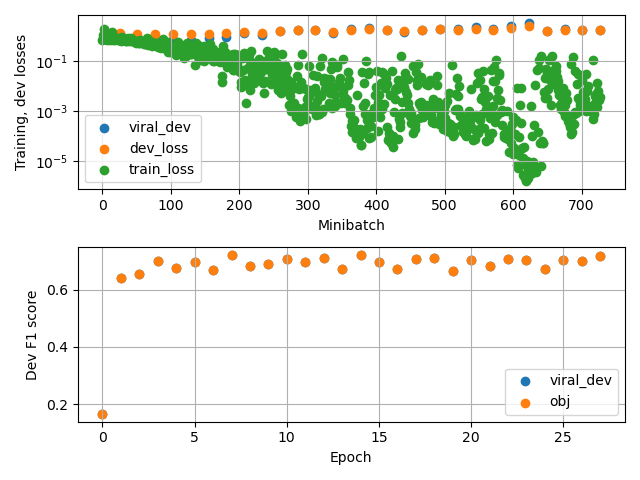 Training, dev losses
10⁻¹
10⁻³
10⁻⁵
viral_dev
dev_loss
train_loss
0 100 200 300 400 500 600 700
Minibatch
Dev F1 score
0.6
0.4
0.2
viral_dev
obj
0 5 10 15 20 25
Epoch